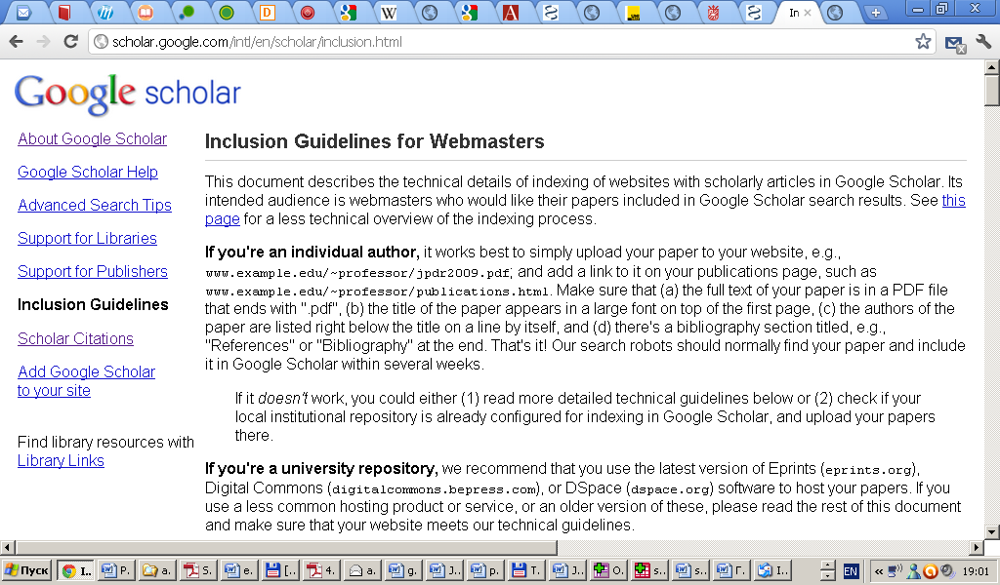 In
scholar.google.com/intl/en/scholar/inclusion.html
Google scholar
About Google Scholar
Google Scholar Help
Advanced Search Tips
Support for Libraries
Support for Publishers
Inclusion Guidelines
Scholar Citations
Add Google Scholar
to your site
Find library resources with
Library Links
Inclusion Guidelines for Webmasters
This document describes the technical details of indexing of websites with scholarly articles in Google Scholar. Its
intended audience is webmasters who would like their papers included in Google Scholar search results. See this
page for a less technical overview of the indexing process.
If you're an individual author, it works best to simply upload your paper to your website, e.g.,
www.example.edu/~professor/jpdr2009.pdf; and add a link to it on your publications page, such as
www.example.edu/~professor/publications.html. Make sure that (a) the full text of your paper is in a PDF file
that ends with ".pdf", (b) the title of the paper appears in a large font on top of the first page, (c) the authors of the
paper are listed right below the title on a line by itself, and (d) there's a bibliography section titled, e.g.,
"References" or "Bibliography" at the end. That's it! Our search robots should normally find your paper and include
it in Google Scholar within several weeks.
If it doesn't work, you could either (1) read more detailed technical guidelines below or (2) check if your
local institutional repository is already configured for indexing in Google Scholar, and upload your papers
there.
If you're a university repository, we recommend that you use the latest version of Eprints (eprints.org),
Digital Commons (digitalcommons.bepress.com), or DSpace (dspace.org) software to host your papers. If you
use a less common hosting product or service, or an older version of these, please read the rest of this document
and make sure that your website meets our technical guidelines.
Пуск I.. P. a. S. e. [.. 4. a. g. J.. p. T. J.. O. s.. s.. Г. I.. EN « 19:01